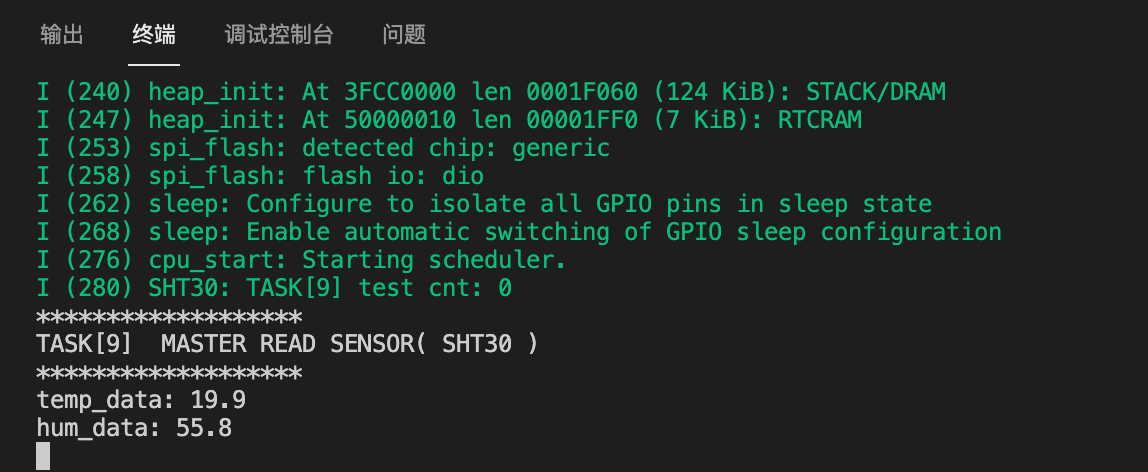 输出 终端 调试控制台 问题
I (240) heap_init: At 3FCC0000 len 0001F060 (124 KiB): STACK/DRAM
I (247) heap_init: At 50000010 len 00001FF0 (7 KiB): RTCRAM
I (253) spi_flash: detected chip: generic
I (258) spi_flash: flash io: dio
I (262) sleep: Configure to isolate all GPIO pins in sleep state
I (268) sleep: Enable automatic switching of GPIO sleep configuration
I (276) cpu_start: Starting scheduler.
I (280) SHT30: TASK[9] test cnt: 0
*******************
TASK[9]  MASTER READ SENSOR( SHT30 )
*******************
temp_data: 19.9
hum_data: 55.8